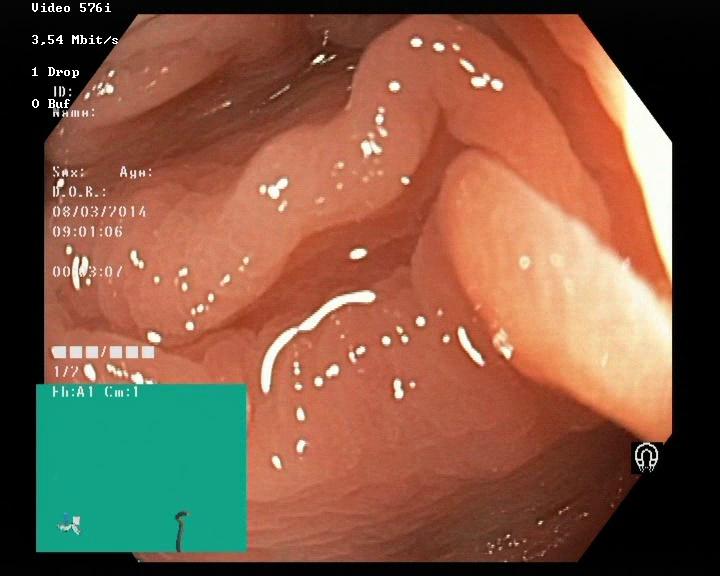 Video 576i
3,54 Mbit/s
1 Drop
ID:
0 Buf
Name:
Sex: Age:
D.O.B.:
08/03/2014
09:01:06
00:03:07
1/2
Eh:A1 Cm:1